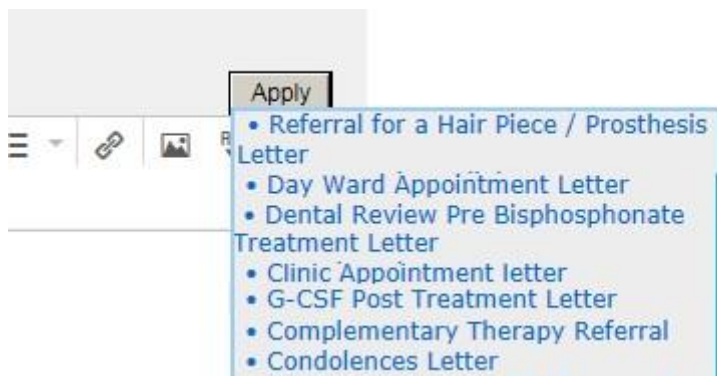 Apply
• Referral for a Hair Piece / Prosthesis
Letter
• Day Ward Appointment Letter
• Dental Review Pre Bisphosphonate
Treatment Letter
• Clinic Appointment letter
• G-CSF Post Treatment Letter
• Complementary Therapy Referral
• Condolences Letter